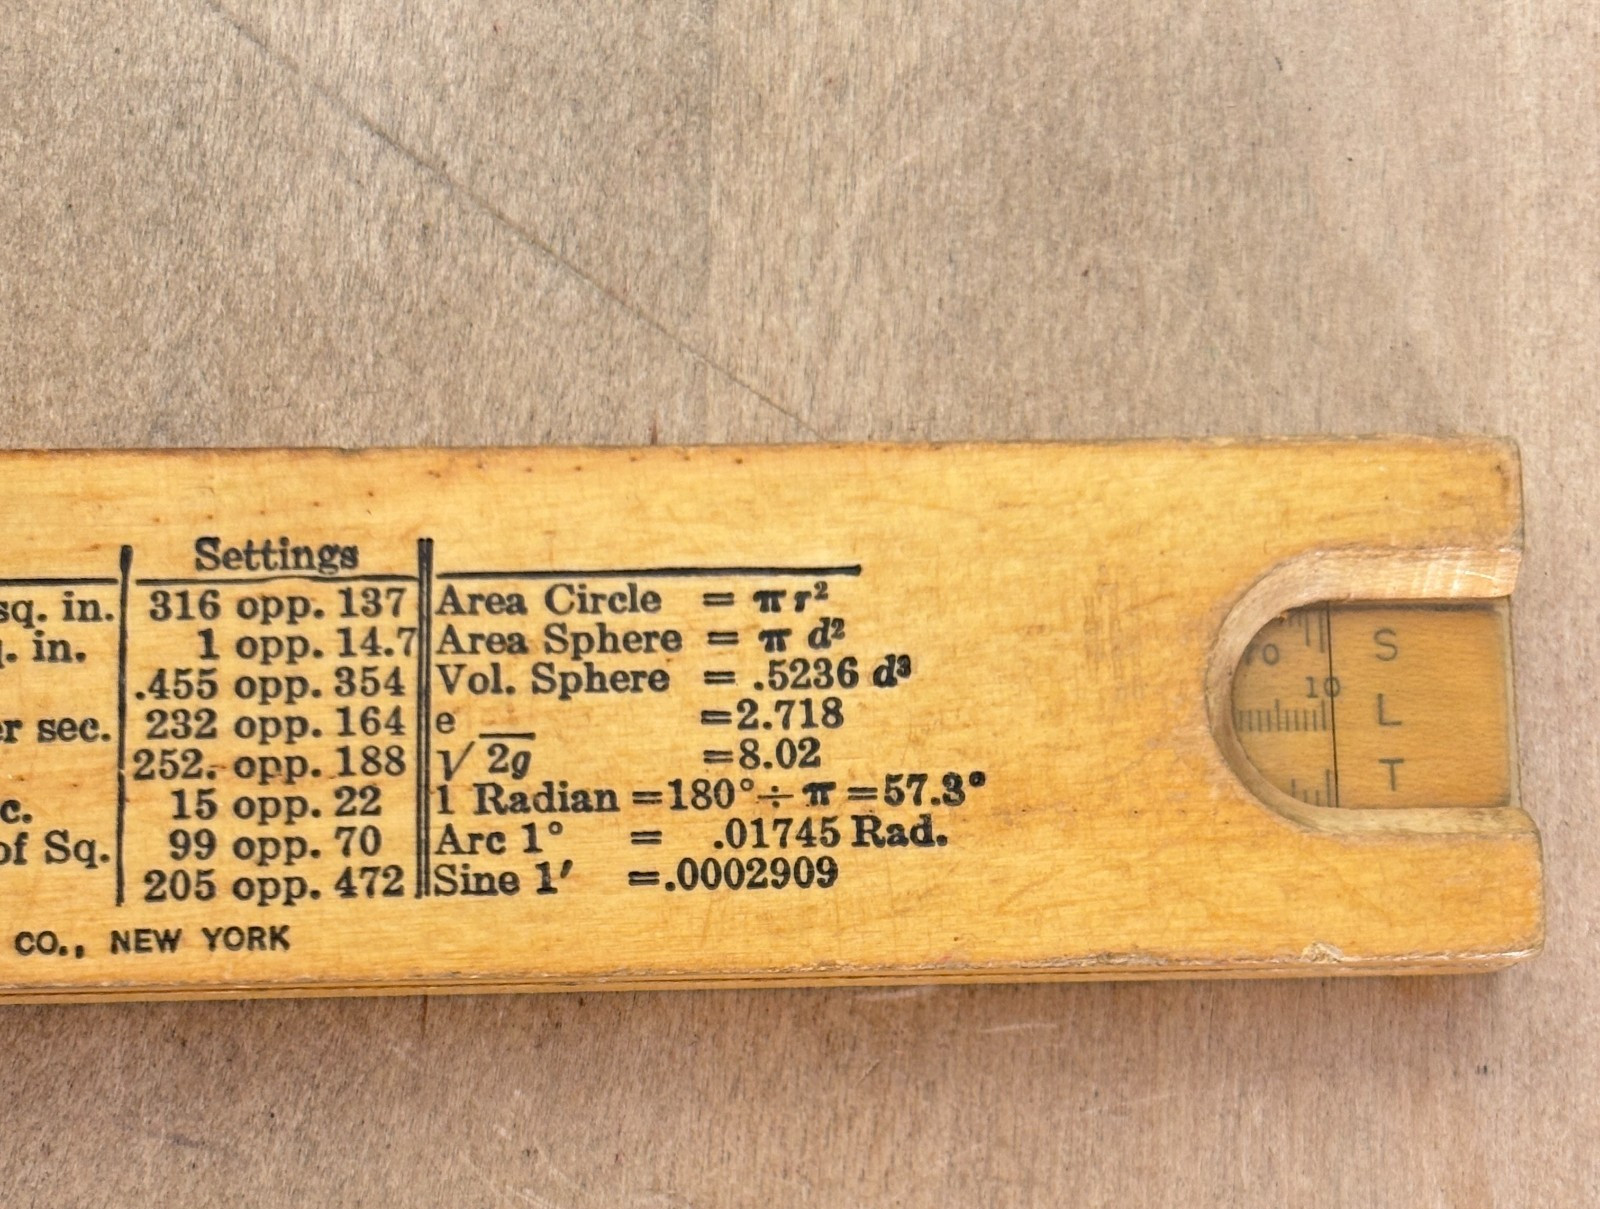 Settings
sq. in. 316 opp. 137 Area Circle = π r²
. in. 1 opp. 14.7 Area Sphere = π d²
.455 opp. 354 Vol. Sphere = .5236 d³
er sec. 232 opp. 164 e =2.718
252. opp. 188 √2g =8.02
c. 15 opp. 22 1 Radian =180°÷π=57.3°
of Sq. 99 opp. 70 Arc 1° = .01745 Rad.
205 opp. 472 Sine 1′ =.0002909
CO., NEW YORK
S
10
L
T